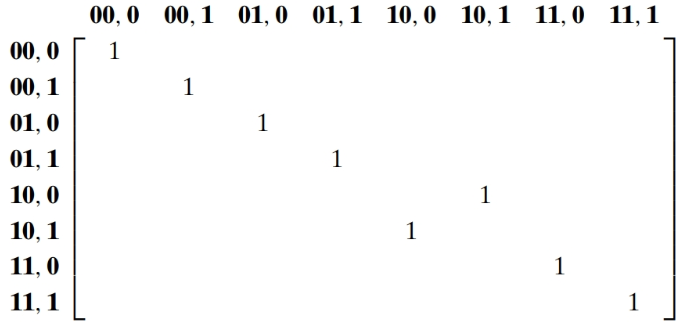 00, 0 00, 1 01, 0 01, 1 10, 0 10, 1 11, 0 11, 1
00, 0 1
00, 1 1
01, 0 1
01, 1 1
10, 0 1
10, 1 1
11, 0 1
11, 1 1